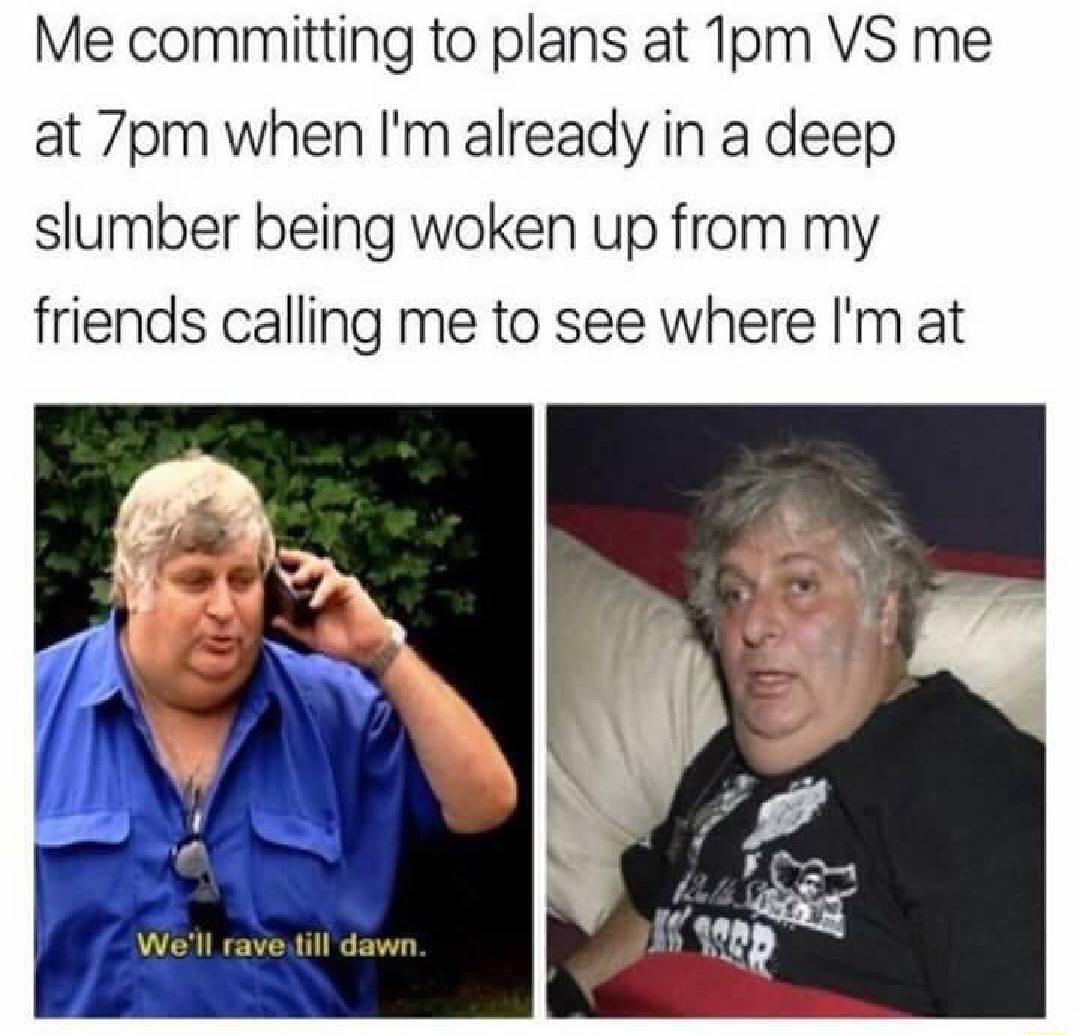 Me committing to plans at 1pm VS me
at 7pm when I'm already in a deep
slumber being woken up from my
friends calling me to see where I'm at
We'll rave till dawn.